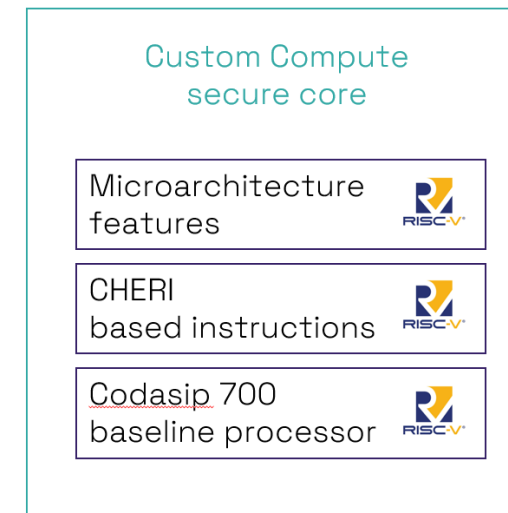 Custom Compute
secure core
Microarchitecture
features
RISC-V®
CHERI
based instructions
RISC-V®
Codasip 700
baseline processor
RISC-V®